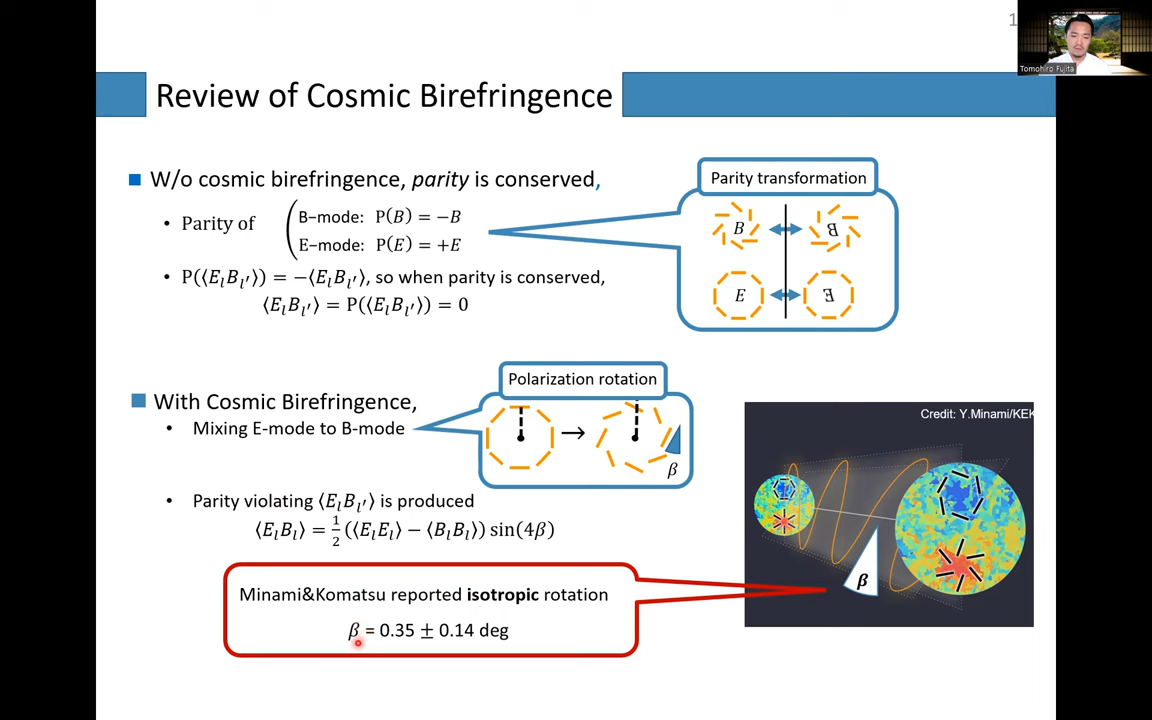 1
Tomohiro Fujita
Review of Cosmic Birefringence
W/o cosmic birefringence, parity is conserved,
• Parity of
B−mode: P(B) = −B
E−mode: P(E) = +E
• P(⟨E_l B_l′⟩) = −⟨E_l B_l′⟩, so when parity is conserved,
⟨E_l B_l′⟩ = P(⟨E_l B_l′⟩) = 0
Parity transformation
B B
E E
With Cosmic Birefringence,
• Mixing E-mode to B-mode
Polarization rotation
→
β
• Parity violating ⟨E_l B_l′⟩ is produced
⟨E_l B_l⟩ = 1/2 (⟨E_l E_l⟩ − ⟨B_l B_l⟩) sin(4β)
Minami&Komatsu reported isotropic rotation
β = 0.35 ± 0.14 deg
Credit: Y.Minami/KEK
β